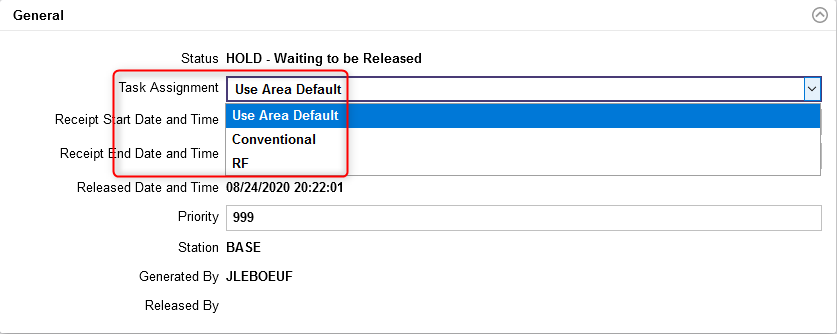 General
Status HOLD - Waiting to be Released
Task Assignment Use Area Default
Receipt Start Date and Time Use Area Default
Conventional
Receipt End Date and Time RF
Released Date and Time 08/24/2020 20:22:01
Priority 999
Station BASE
Generated By JLEBOEUF
Released By